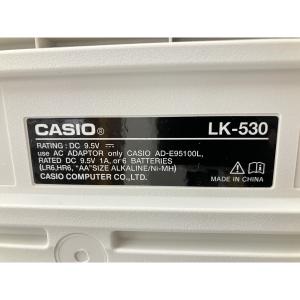 CASIO® LK-530
RATING : DC 9.5V ⎓
use AC ADAPTOR only CASIO AD-E95100L,
RATED DC 9.5V 1A, or 6 BATTERIES
(LR6,HR6, "AA"SIZE ALKALINE/Ni-MH)
CASIO COMPUTER CO.,LTD.
MADE IN CHINA